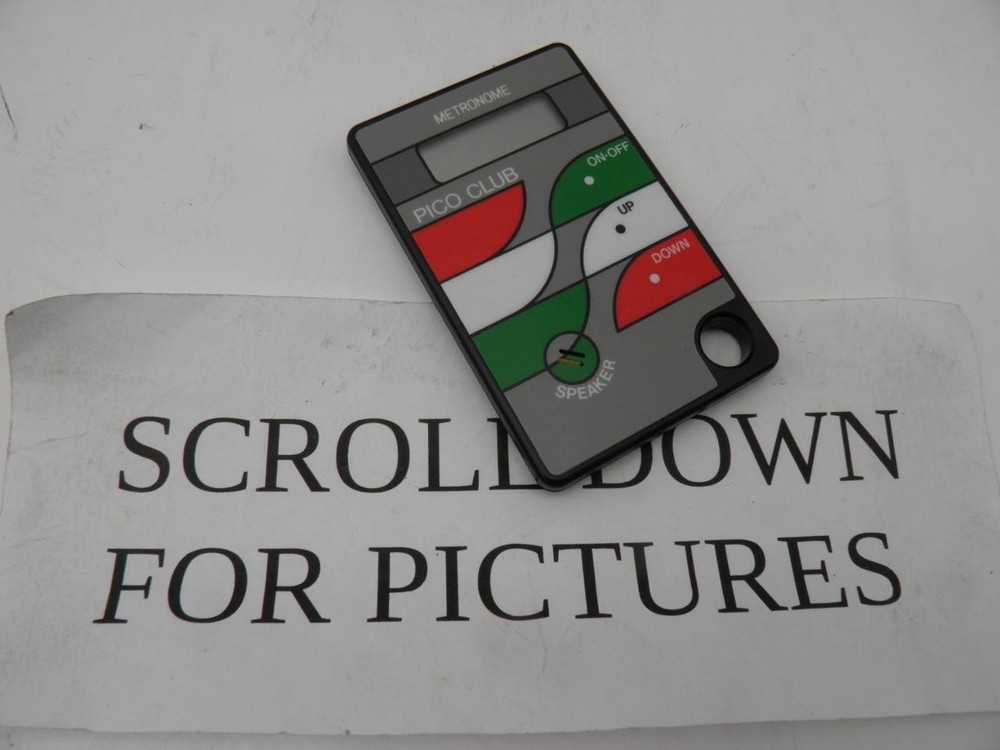 METRONOME
PICO CLUB
ON·OFF
UP
DOWN
SPEAKER
SCROLL DOWN
FOR PICTURES